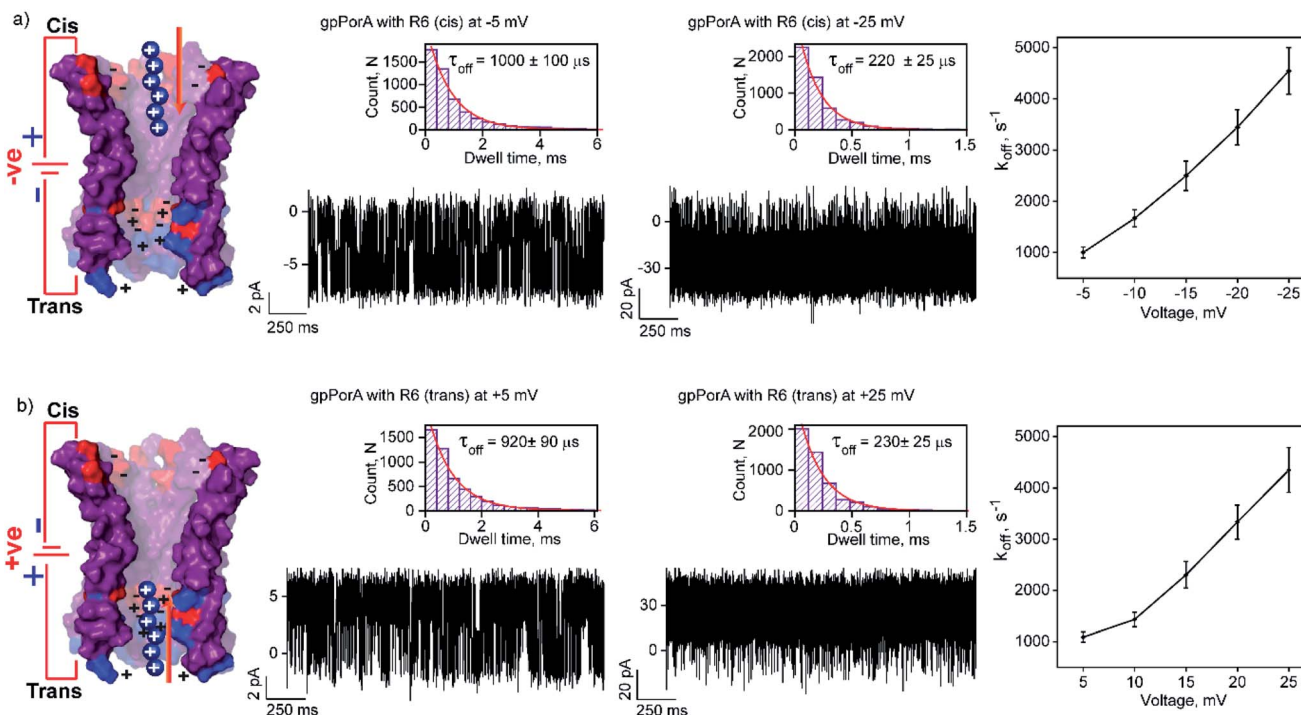 a)
Cis
+
-ve
-
Trans
gpPorA with R6 (cis) at -5 mV
τoff = 1000 ± 100 µs
Count, N
1500
1000
500
0
0 2 4 6
Dwell time, ms
0
-5
2 pA
250 ms
gpPorA with R6 (cis) at -25 mV
τoff = 220 ± 25 µs
Count, N
2000
1000
0
0 0.5 1 1.5
Dwell time, ms
0
-30
20 pA
250 ms
koff, s-1
5000
4000
3000
2000
1000
-5 -10 -15 -20 -25
Voltage, mV
b)
Cis
-
+ve
+
Trans
gpPorA with R6 (trans) at +5 mV
τoff = 920± 90 µs
Count, N
1500
1000
500
0
0 2 4 6
Dwell time, ms
5
0
2 pA
250 ms
gpPorA with R6 (trans) at +25 mV
τoff = 230± 25 µs
Count, N
2000
1000
0
0 0.5 1 1.5
Dwell time, ms
30
0
20 pA
250 ms
koff, s-1
5000
4000
3000
2000
1000
5 10 15 20 25
Voltage, mV